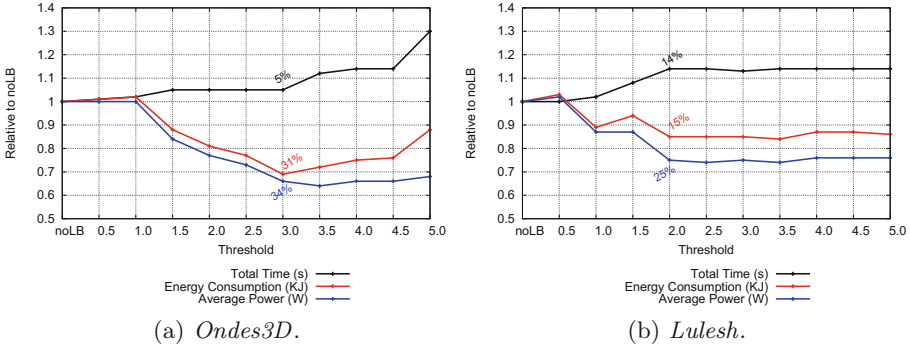 Relative to noLB
1.4
1.3
1.2
1.1
1
0.9
0.8
0.7
0.6
0.5
5%
31%
34%
noLB 0.5 1.0 1.5 2.0 2.5 3.0 3.5 4.0 4.5 5.0
Threshold
Total Time (s)
Energy Consumption (KJ)
Average Power (W)
(a) Ondes3D.
Relative to noLB
1.4
1.3
1.2
1.1
1
0.9
0.8
0.7
0.6
0.5
14%
15%
25%
noLB 0.5 1.0 1.5 2.0 2.5 3.0 3.5 4.0 4.5 5.0
Threshold
Total Time (s)
Energy Consumption (KJ)
Average Power (W)
(b) Lulesh.